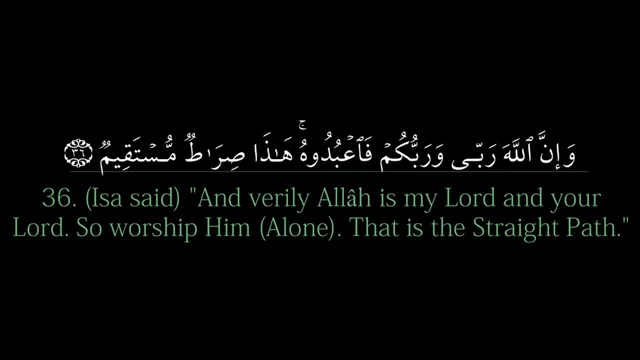 وَإِنَّ ٱللَّهَ رَبِّى وَرَبُّكُمۡ فَٱعۡبُدُوهُۚ هَـٰذَا صِرَٲطٌ مُّسۡتَقِيمٌ ٣٦
36. (Isa said) "And verily Allâh is my Lord and your
Lord. So worship Him (Alone). That is the Straight Path."